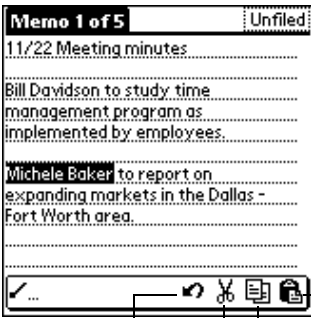 Memo 1 of 5
Unfiled
11/22 Meeting minutes
Bill Davidson to study time
management program as
implemented by employees.
Michele Baker to report on
expanding markets in the Dallas -
Fort Worth area.
...